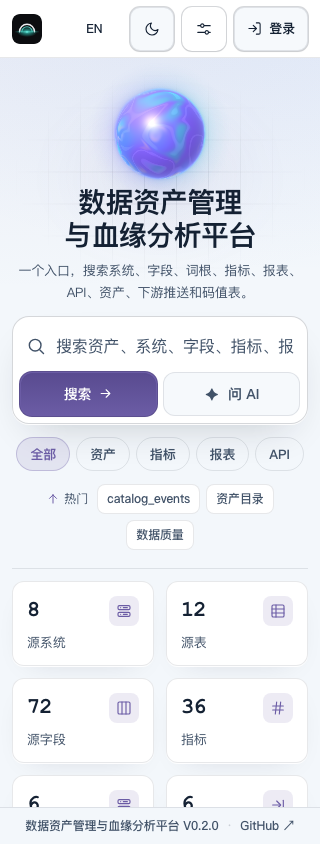 EN
登录
数据资产管理
与血缘分析平台
一个入口，搜索系统、字段、词根、指标、报表、
API、资产、下游推送和码值表。
搜索资产、系统、字段、指标、报
搜索 →
问 AI
全部 资产 指标 报表 API
↑ 热门 catalog_events 资产目录
数据质量
8
源系统
12
源表
72
源字段
36
指标
6
6
数据资产管理与血缘分析平台 V0.2.0 · GitHub ↗